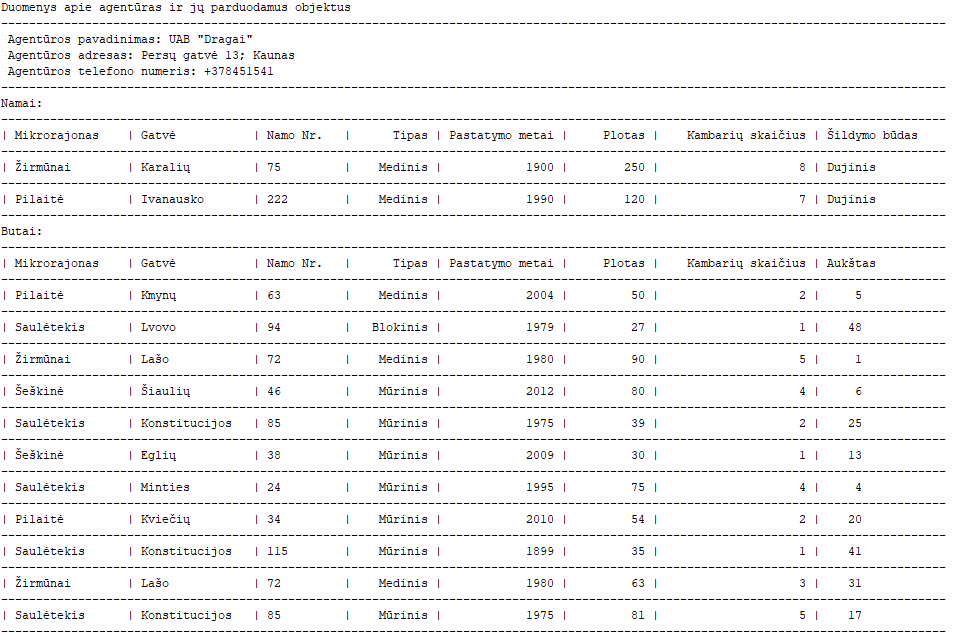 Duomenys apie agentūras ir jų parduodamus objektus
Agentūros pavadinimas: UAB "Dragai"
Agentūros adresas: Persų gatvė 13; Kaunas
Agentūros telefono numeris: +378451541
Namai:
| Mikrorajonas | Gatvė | Namo Nr. | Tipas | Pastatymo metai | Plotas | Kambarių skaičius | Šildymo būdas
| Žirmūnai | Karalių | 75 | Medinis | 1900 | 250 | 8 | Dujinis
| Pilaitė | Ivanausko | 222 | Medinis | 1990 | 120 | 7 | Dujinis
Butai:
| Mikrorajonas | Gatvė | Namo Nr. | Tipas | Pastatymo metai | Plotas | Kambarių skaičius | Aukštas
| Pilaitė | Kmynų | 63 | Medinis | 2004 | 50 | 2 | 5
| Saulėtekis | Lvovo | 94 | Blokinis | 1979 | 27 | 1 | 48
| Žirmūnai | Lašo | 72 | Medinis | 1980 | 90 | 5 | 1
| Šeškinė | Šiaulių | 46 | Mūrinis | 2012 | 80 | 4 | 6
| Saulėtekis | Konstitucijos | 85 | Mūrinis | 1975 | 39 | 2 | 25
| Šeškinė | Eglių | 38 | Mūrinis | 2009 | 30 | 1 | 13
| Saulėtekis | Minties | 24 | Mūrinis | 1995 | 75 | 4 | 4
| Pilaitė | Kviečių | 34 | Mūrinis | 2010 | 54 | 2 | 20
| Saulėtekis | Konstitucijos | 115 | Mūrinis | 1899 | 35 | 1 | 41
| Žirmūnai | Lašo | 72 | Medinis | 1980 | 63 | 3 | 31
| Saulėtekis | Konstitucijos | 85 | Mūrinis | 1975 | 81 | 5 | 17